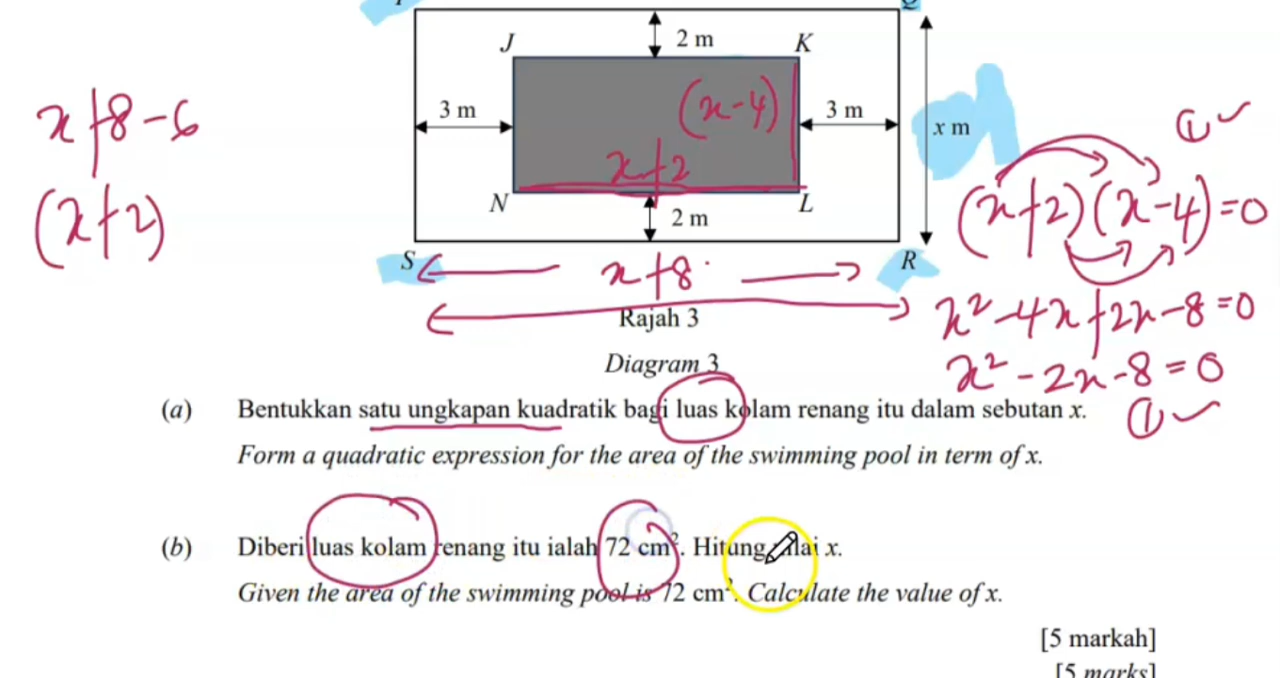 Q
J
2 m
K
x+8-6
3 m
(x-4)
3 m
x m
①
x+2
(x+2)
N
2 m
L
(x+2)(x-4)=0
S
x+8
R
Rajah 3
x²-4x+2x-8=0
Diagram 3
x²-2x-8=0
(a) Bentukkan satu ungkapan kuadratik bagi luas kolam renang itu dalam sebutan x.
①
Form a quadratic expression for the area of the swimming pool in term of x.
(b) Diberi luas kolam renang itu ialah 72 cm². Hitung nilai x.
Given the area of the swimming pool is 72 cm². Calculate the value of x.
[5 markah]
[5 marks]